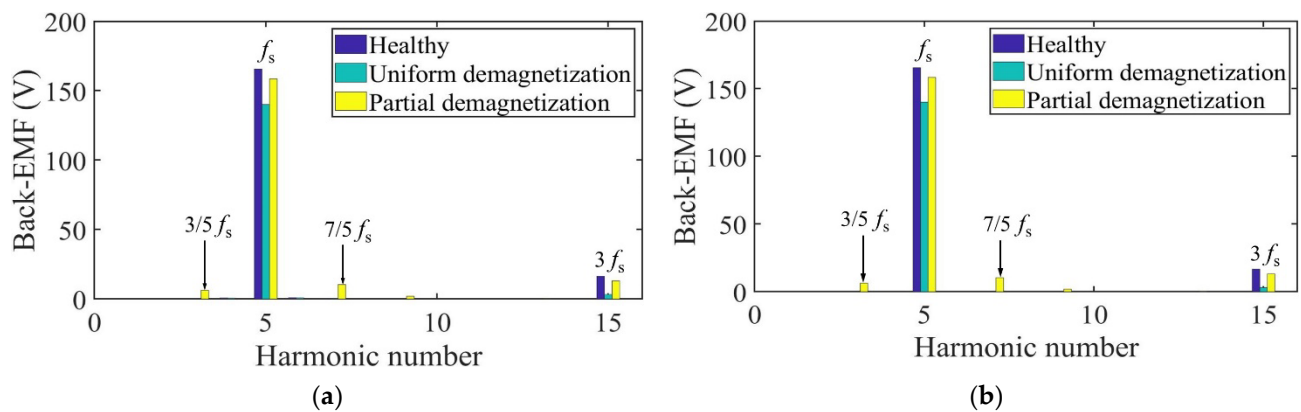 200
150
100
50
0
Back-EMF (V)
fs
Healthy
Uniform demagnetization
Partial demagnetization
3/5 fs
7/5 fs
3 fs
0
5
10
15
Harmonic number
(a)
200
150
100
50
0
Back-EMF (V)
fs
Healthy
Uniform demagnetization
Partial demagnetization
3/5 fs
7/5 fs
3 fs
0
5
10
15
Harmonic number
(b)